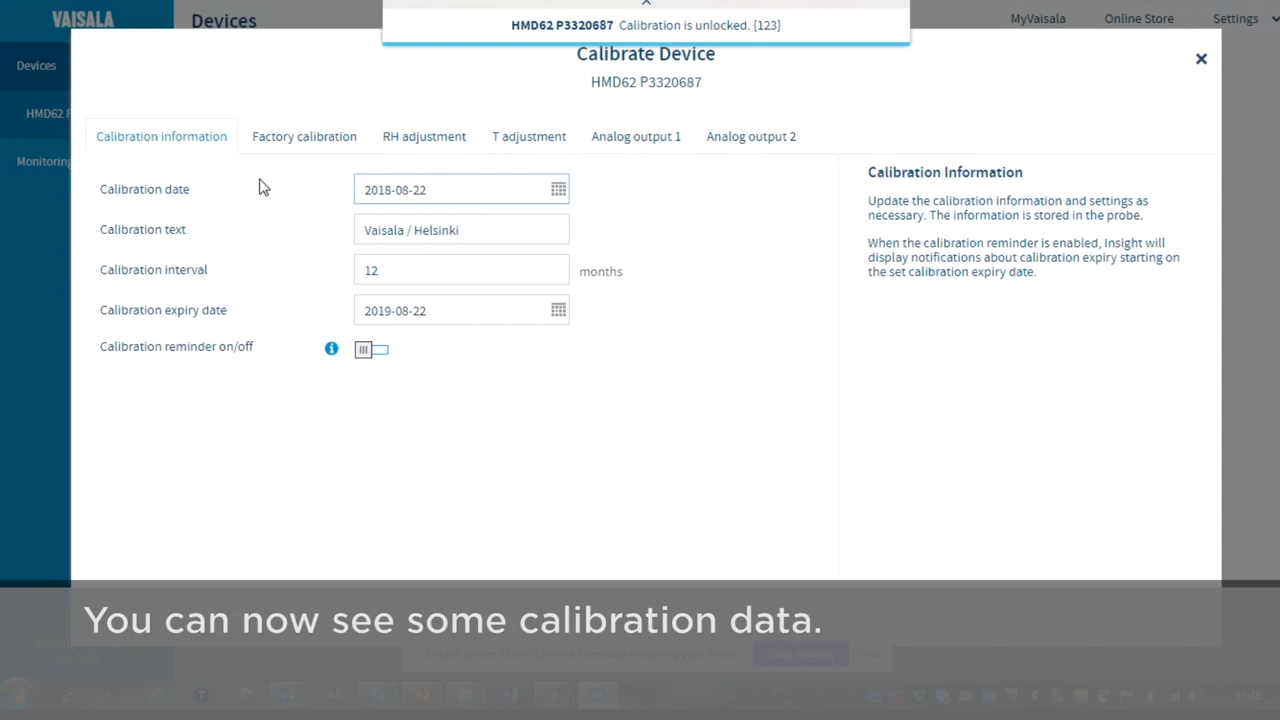 VAISALA
Devices
MyVaisala
Online Store
Settings
HMD62 P3320687 Calibration is unlocked. {123}
Devices
HMD62 P
Monitoring
Calibrate Device
HMD62 P3320687
Calibration information
Factory calibration
RH adjustment
T adjustment
Analog output 1
Analog output 2
Calibration date
2018-08-22
Calibration text
Vaisala / Helsinki
Calibration interval
12
months
Calibration expiry date
2019-08-22
Calibration reminder on/off
Calibration Information
Update the calibration information and settings as
necessary. The information is stored in the probe.
When the calibration reminder is enabled, Insight will
display notifications about calibration expiry starting on
the set calibration expiry date.
You can now see some calibration data.